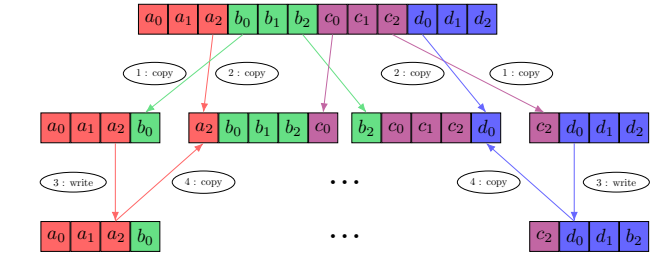 a₀ a₁ a₂ b₀ b₁ b₂ c₀ c₁ c₂ d₀ d₁ d₂
1 : copy 2 : copy 2 : copy 1 : copy
a₀ a₁ a₂ b₀ a₂ b₀ b₁ b₂ c₀ b₂ c₀ c₁ c₂ d₀ c₂ d₀ d₁ d₂
3 : write 4 : copy ... 4 : copy 3 : write
a₀ a₁ a₂ b₀ ... c₂ d₀ d₁ b₂